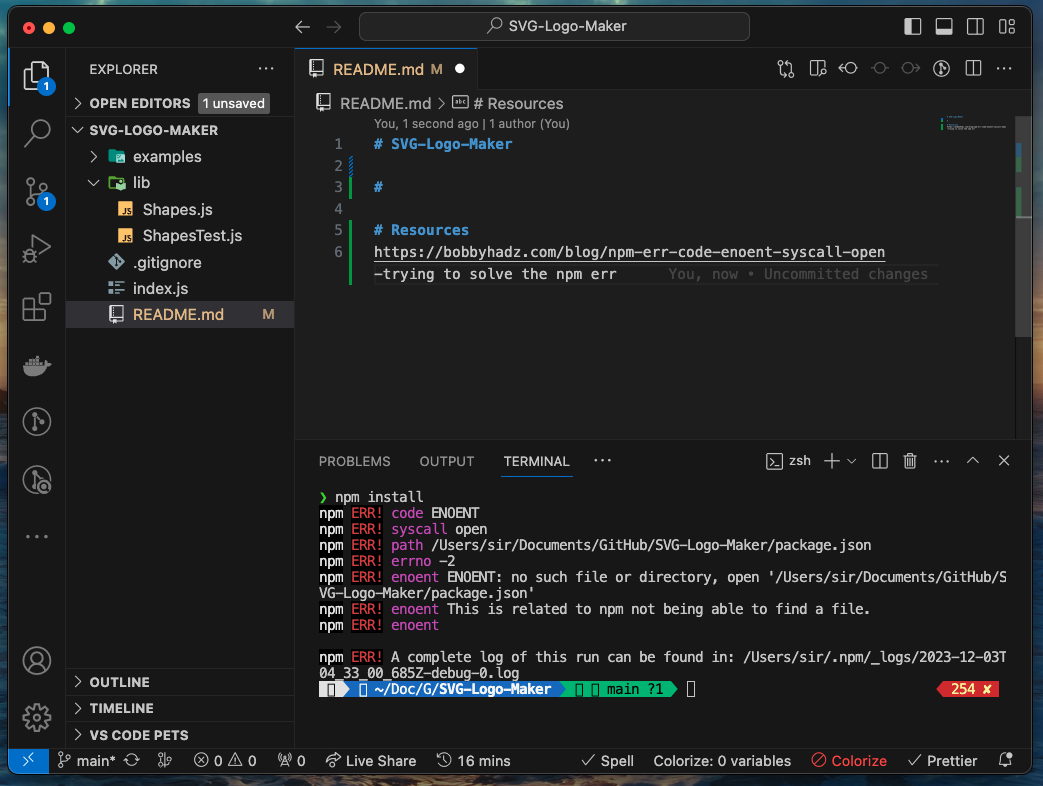 SVG-Logo-Maker
1
1
EXPLORER
OPEN EDITORS 1 unsaved
SVG-LOGO-MAKER
examples
lib
JS Shapes.js
JS ShapesTest.js
.gitignore
index.js
README.md M
OUTLINE
TIMELINE
VS CODE PETS
README.md M
README.md > abc # Resources
You, 1 second ago | 1 author (You)
1 # SVG-Logo-Maker
2
3 #
4
5 # Resources
6 https://bobbyhadz.com/blog/npm-err-code-enoent-syscall-open
-trying to solve the npm err You, now • Uncommitted changes
PROBLEMS OUTPUT TERMINAL ··· zsh
❯ npm install
npm ERR! code ENOENT
npm ERR! syscall open
npm ERR! path /Users/sir/Documents/GitHub/SVG-Logo-Maker/package.json
npm ERR! errno -2
npm ERR! enoent ENOENT: no such file or directory, open '/Users/sir/Documents/GitHub/S
VG-Logo-Maker/package.json'
npm ERR! enoent This is related to npm not being able to find a file.
npm ERR! enoent
npm ERR! A complete log of this run can be found in: /Users/sir/.npm/_logs/2023-12-03T
04_33_00_685Z-debug-0.log
~/Doc/G/SVG-Logo-Maker main ?1 254 ✘
main* 0 0 0 Live Share 16 mins Spell Colorize: 0 variables Colorize Prettier